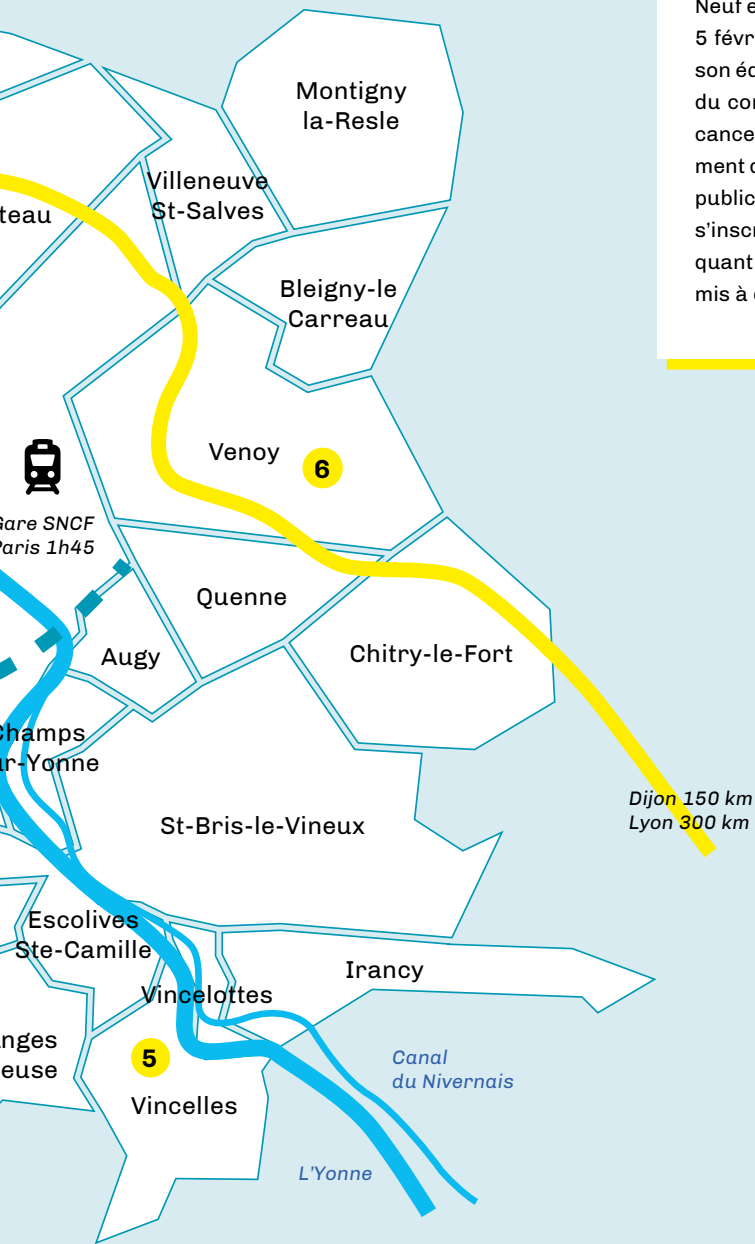 Neuf e
5 févr
son éc
du cor
cance
ment d
public
s'inscr
quant
mis à
Montigny
la-Resle
Villeneuve
St-Salves
teau
Bleigny-le
Carreau
Venoy
6
Gare SNCF
Paris 1h45
Quenne
Augy
Chitry-le-Fort
Champs
ur-Yonne
Dijon 150 km
Lyon 300 km
St-Bris-le-Vineux
Escolives
Ste-Camille
Irancy
Vincelottes
nges
euse
5
Vincelles
Canal
du Nivernais
L'Yonne